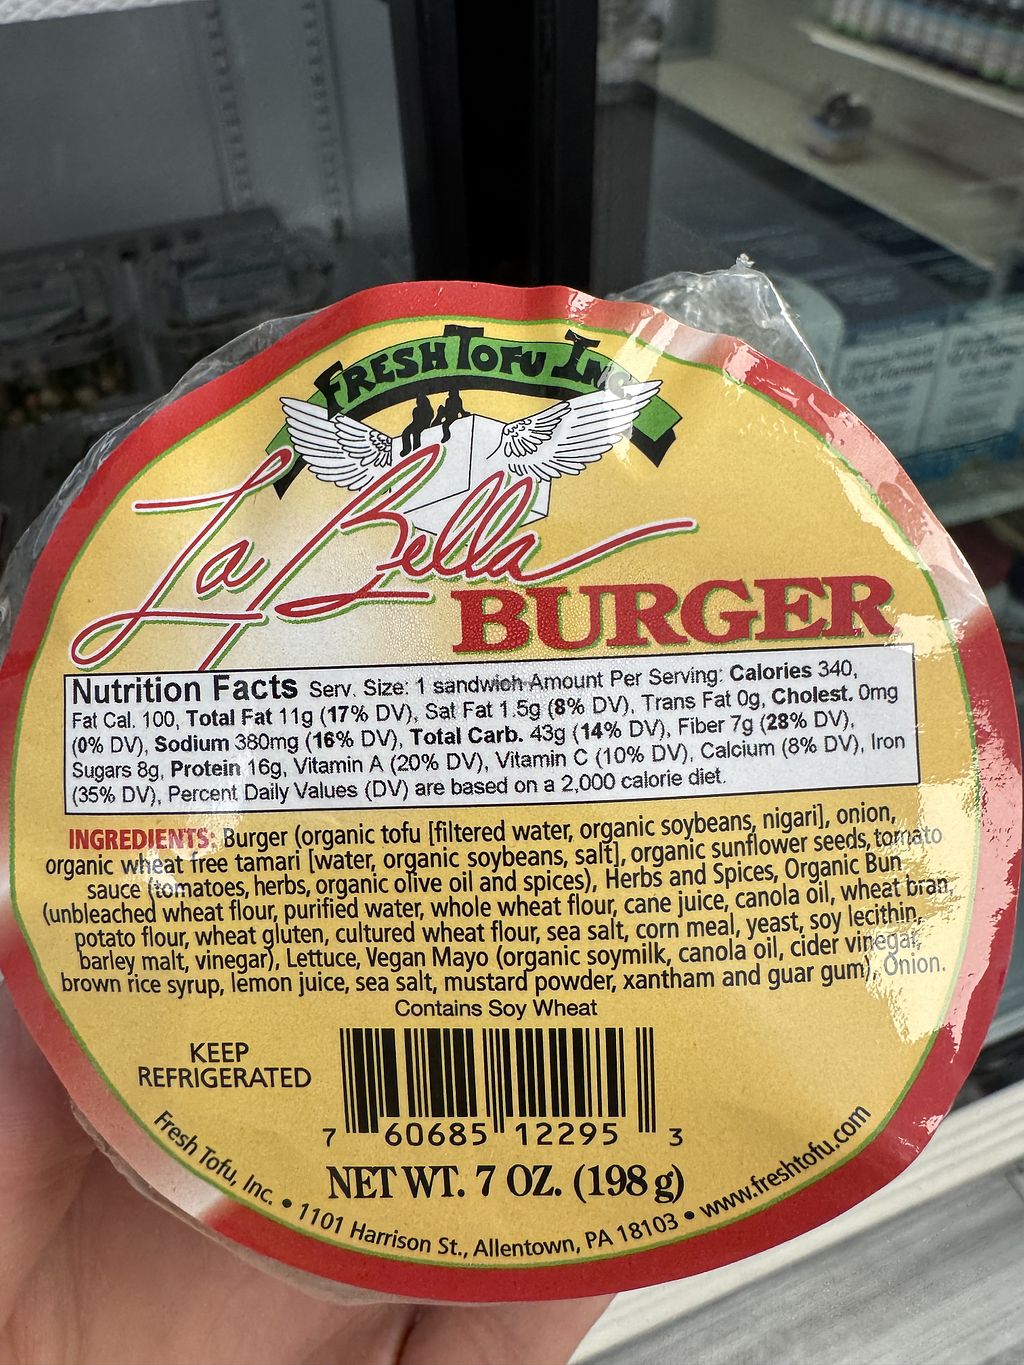 FRESH TOFU INC
La Bella
BURGER
Nutrition Facts Serv. Size: 1 sandwich Amount Per Serving: Calories 340,
Fat Cal. 100, Total Fat 11g (17% DV), Sat Fat 1.5g (8% DV), Trans Fat 0g, Cholest. 0mg
(0% DV), Sodium 380mg (16% DV), Total Carb. 43g (14% DV), Fiber 7g (28% DV),
Sugars 8g, Protein 16g, Vitamin A (20% DV), Vitamin C (10% DV), Calcium (8% DV), Iron
(35% DV), Percent Daily Values (DV) are based on a 2,000 calorie diet.
INGREDIENTS: Burger (organic tofu [filtered water, organic soybeans, nigari], onion,
organic wheat free tamari [water, organic soybeans, salt], organic sunflower seeds, tomato
sauce (tomatoes, herbs, organic olive oil and spices), Herbs and Spices, Organic Bun
(unbleached wheat flour, purified water, whole wheat flour, cane juice, canola oil, wheat bran,
potato flour, wheat gluten, cultured wheat flour, sea salt, corn meal, yeast, soy lecithin,
barley malt, vinegar), Lettuce, Vegan Mayo (organic soymilk, canola oil, cider vinegar,
brown rice syrup, lemon juice, sea salt, mustard powder, xantham and guar gum), Onion.
Contains Soy Wheat
KEEP
REFRIGERATED
7 60685 12295 3
NET WT. 7 OZ. (198 g)
Fresh Tofu, Inc. • 1101 Harrison St., Allentown, PA 18103 • www.freshtofu.com